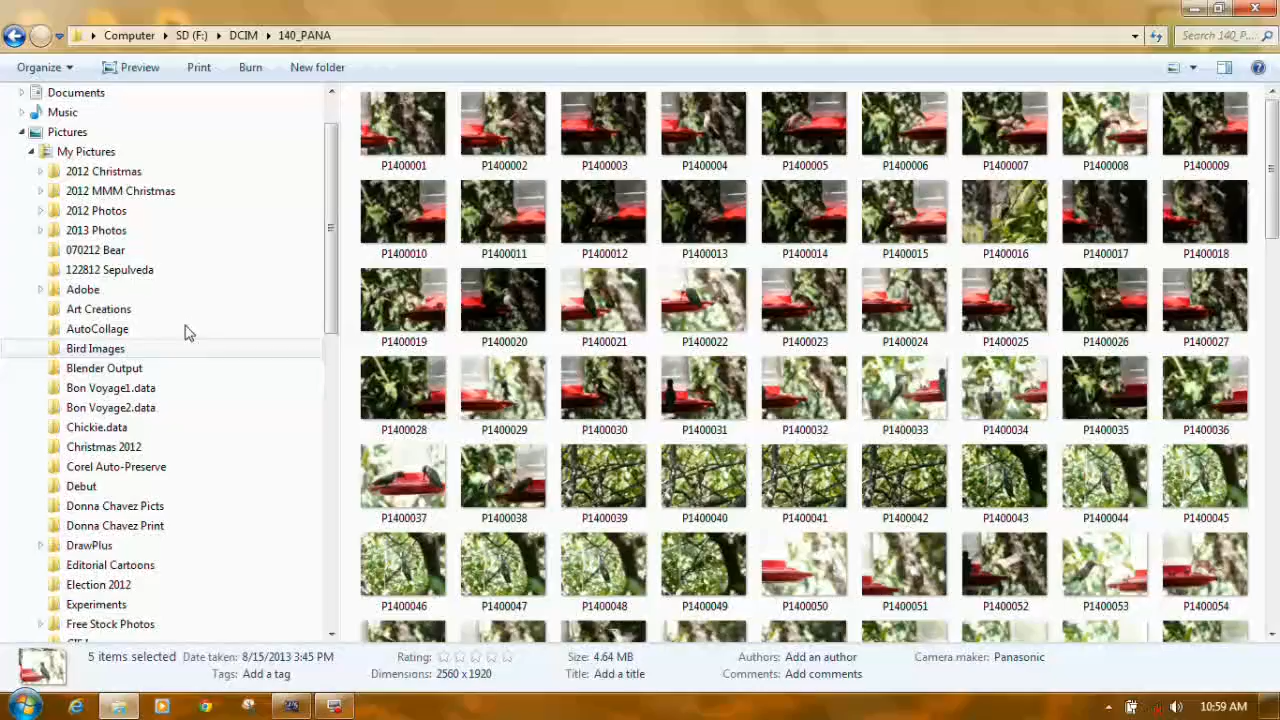 Computer SD (F:) DCIM 140_PANA Search 140_P...
Organize Preview Print Burn New folder
Documents
Music
Pictures
My Pictures
2012 Christmas
2012 MMM Christmas
2012 Photos
2013 Photos
070212 Bear
122812 Sepulveda
Adobe
Art Creations
AutoCollage
Bird Images
Blender Output
Bon Voyage1.data
Bon Voyage2.data
Chickie.data
Christmas 2012
Corel Auto-Preserve
Debut
Donna Chavez Picts
Donna Chavez Print
DrawPlus
Editorial Cartoons
Election 2012
Experiments
Free Stock Photos
P1400001 P1400002 P1400003 P1400004 P1400005 P1400006 P1400007 P1400008 P1400009
P1400010 P1400011 P1400012 P1400013 P1400014 P1400015 P1400016 P1400017 P1400018
P1400019 P1400020 P1400021 P1400022 P1400023 P1400024 P1400025 P1400026 P1400027
P1400028 P1400029 P1400030 P1400031 P1400032 P1400033 P1400034 P1400035 P1400036
P1400037 P1400038 P1400039 P1400040 P1400041 P1400042 P1400043 P1400044 P1400045
P1400046 P1400047 P1400048 P1400049 P1400050 P1400051 P1400052 P1400053 P1400054
5 items selected Date taken: 8/15/2013 3:45 PM Rating: Size: 4.64 MB Authors: Add an author Camera maker: Panasonic
Tags: Add a tag Dimensions: 2560 x 1920 Title: Add a title Comments: Add comments
10:59 AM